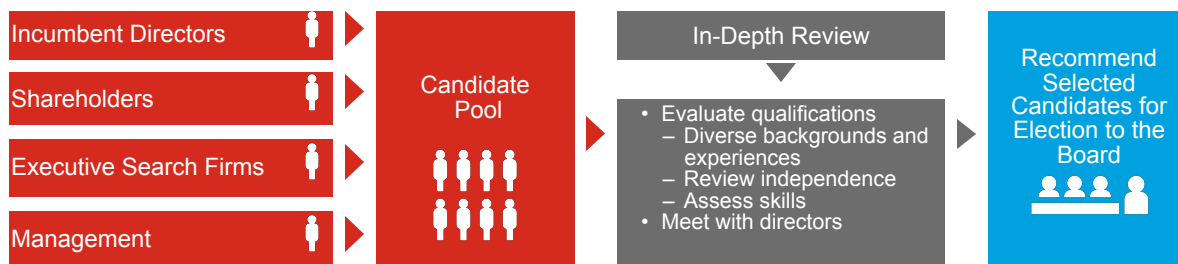 Incumbent Directors
Shareholders
Executive Search Firms
Management
Candidate
Pool
In-Depth Review
• Evaluate qualifications
– Diverse backgrounds and
experiences
– Review independence
– Assess skills
• Meet with directors
Recommend
Selected
Candidates for
Election to the
Board